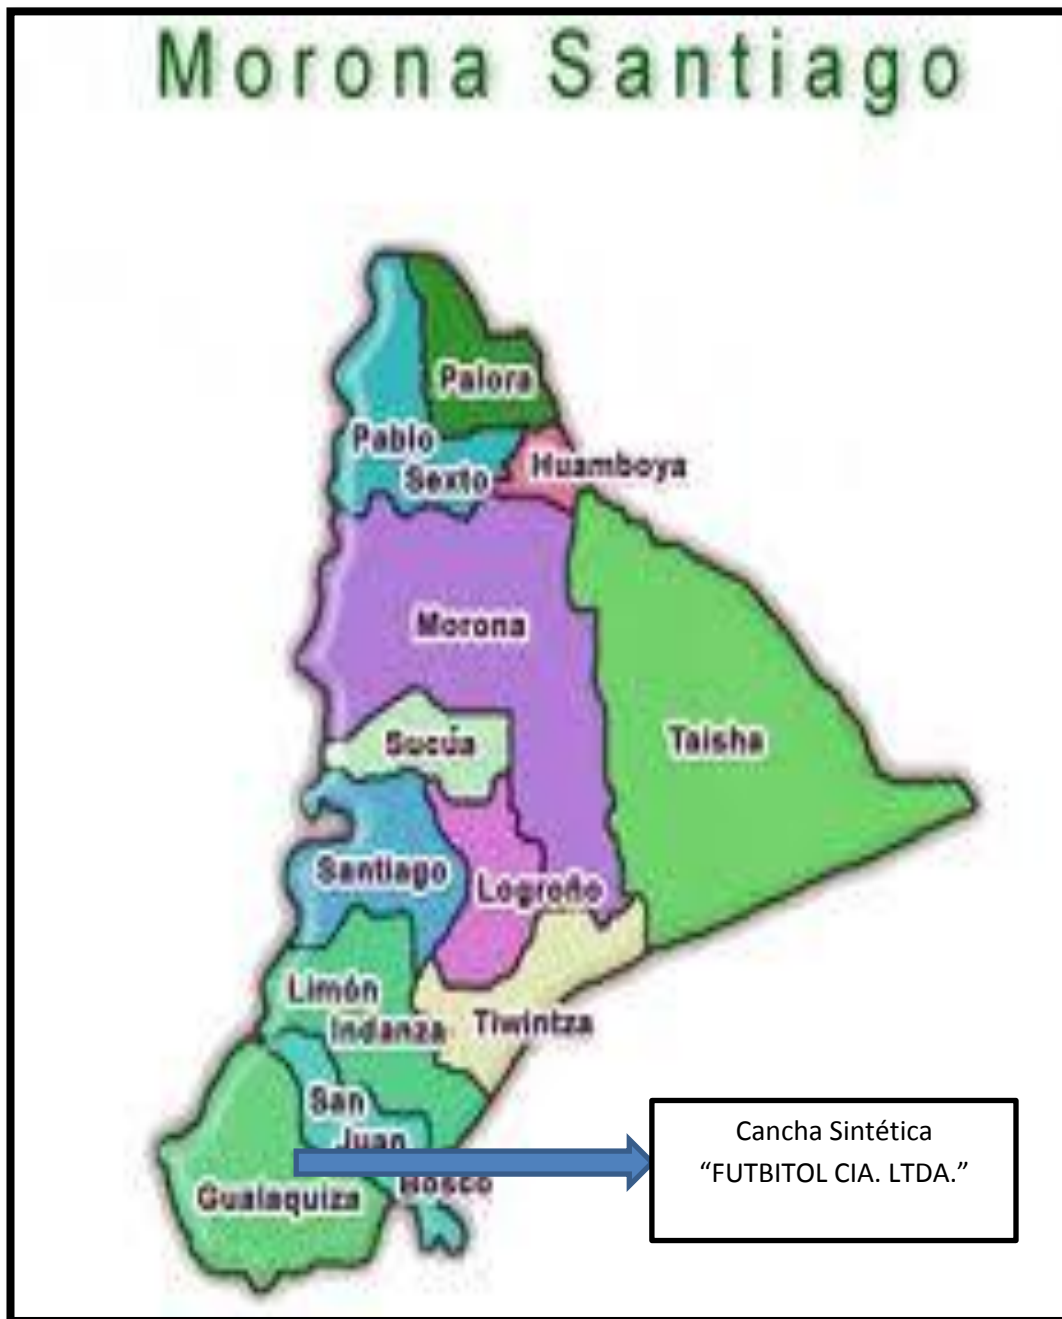 Morona Santiago
Palora
Pablo
Sexto
Huamboya
Morona
Sucúa
Taisha
Santiago
Logroño
Limón
Indanza
Tiwintza
San
Juan
Bosco
Gualaquiza
Cancha Sintética
“FUTBITOL CIA. LTDA.”